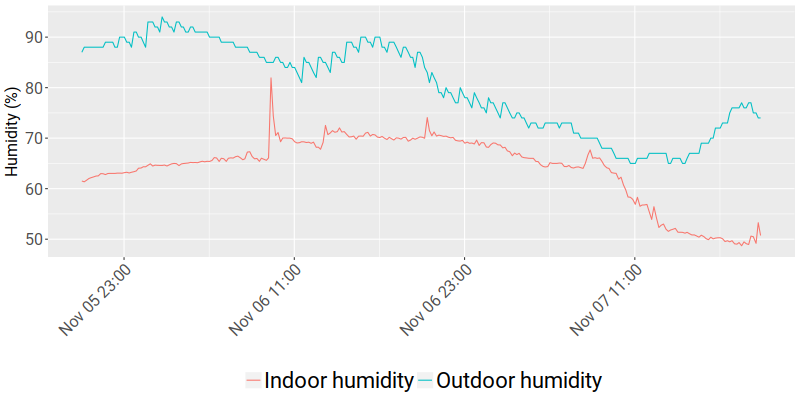 Humidity (%)
90
80
70
60
50
Nov 05 23:00
Nov 06 11:00
Nov 06 23:00
Nov 07 11:00
Indoor humidity Outdoor humidity